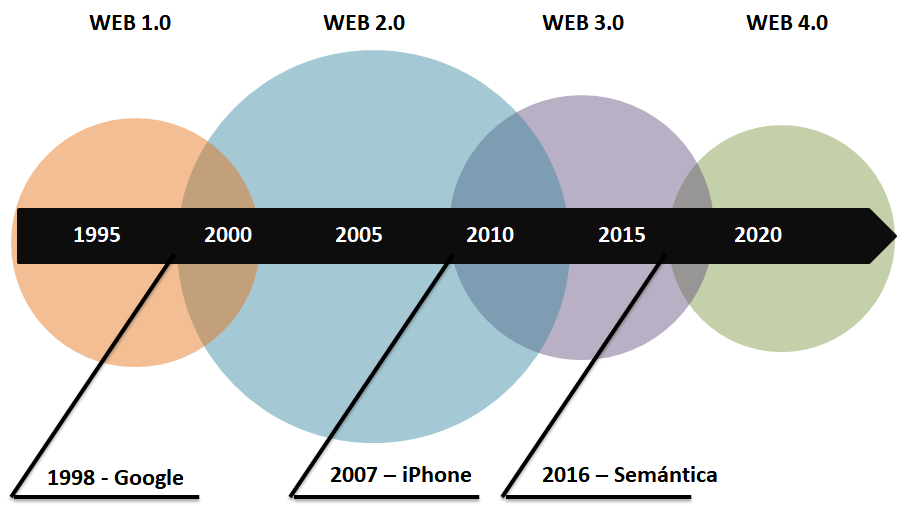 WEB 1.0 WEB 2.0 WEB 3.0 WEB 4.0
1995 2000 2005 2010 2015 2020
1998 - Google
2007 – iPhone
2016 – Semántica